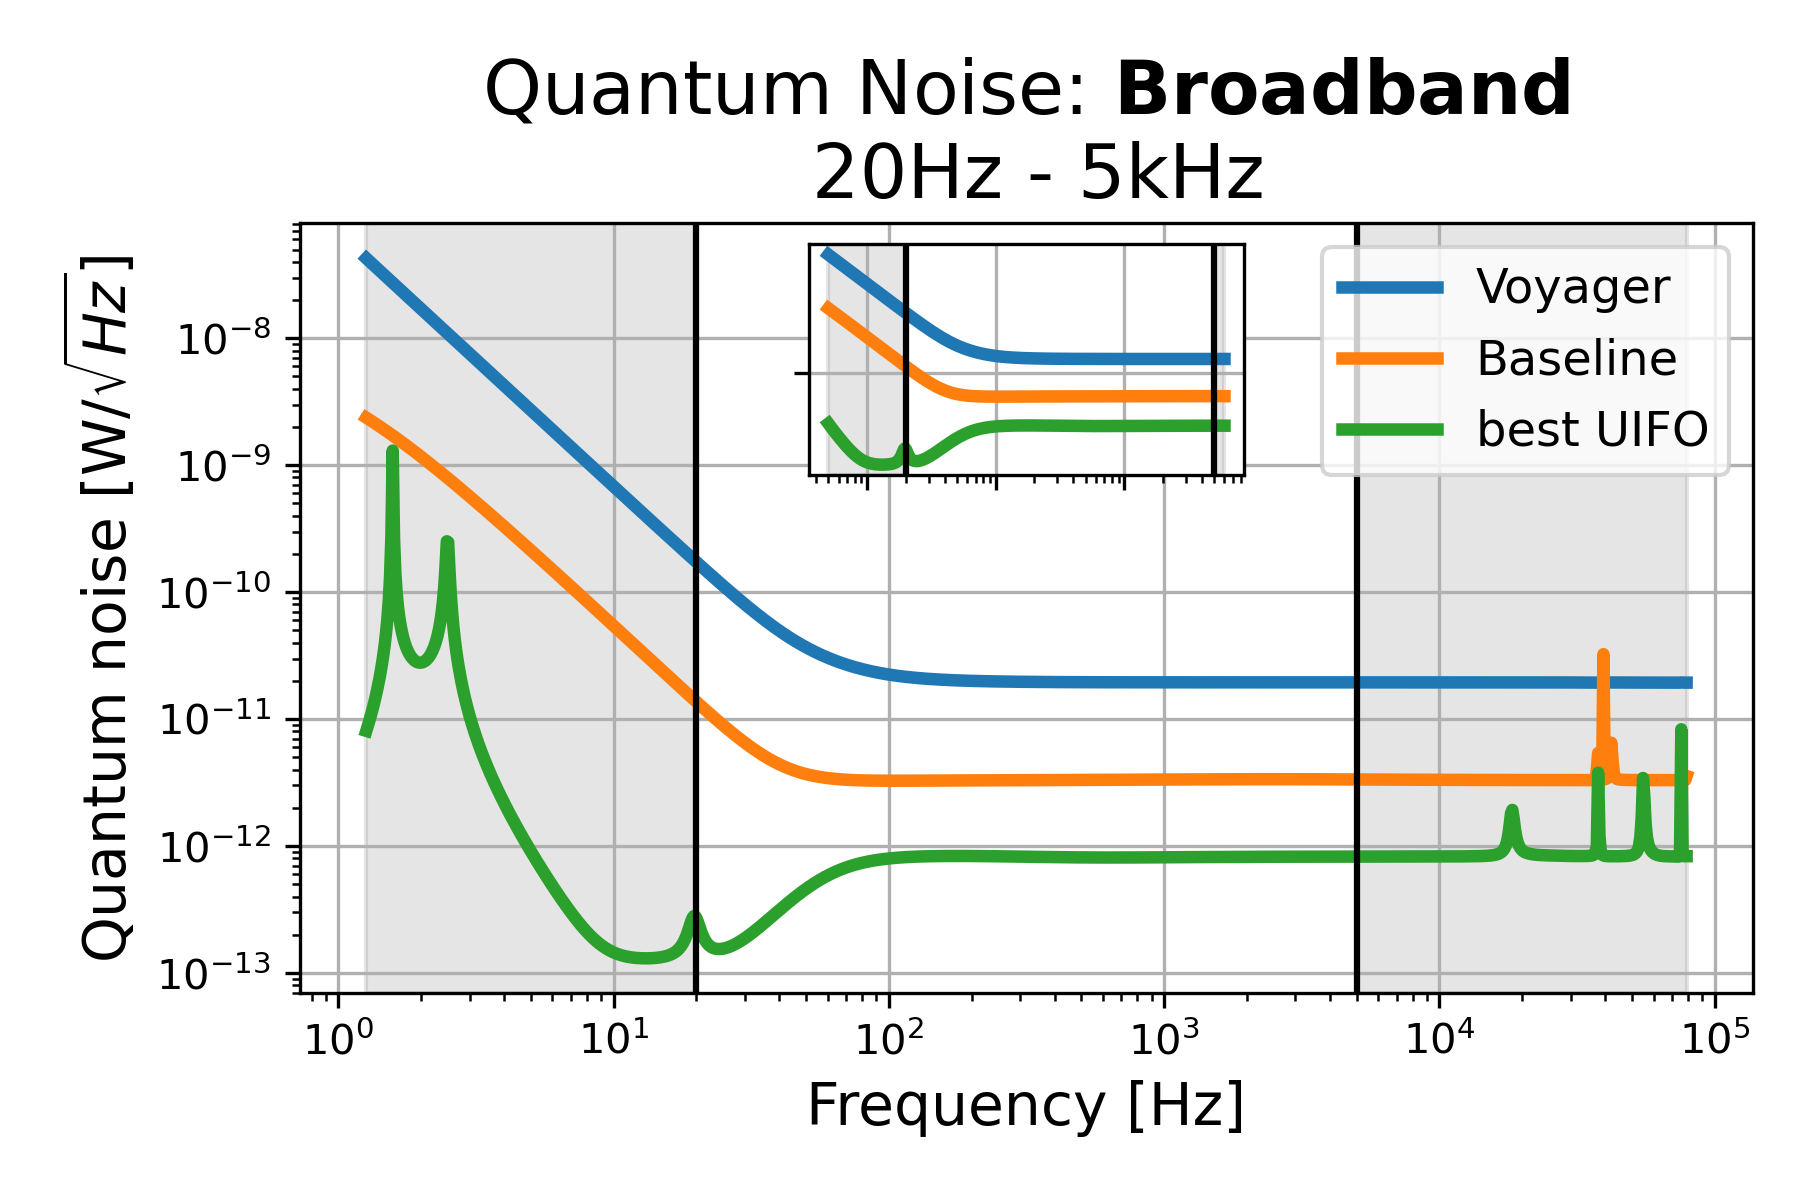 Quantum Noise: Broadband
20Hz - 5kHz
Quantum noise [W/√Hz]
10⁻⁸
10⁻⁹
10⁻¹⁰
10⁻¹¹
10⁻¹²
10⁻¹³
Voyager
Baseline
best UIFO
10⁰ 10¹ 10² 10³ 10⁴ 10⁵
Frequency [Hz]